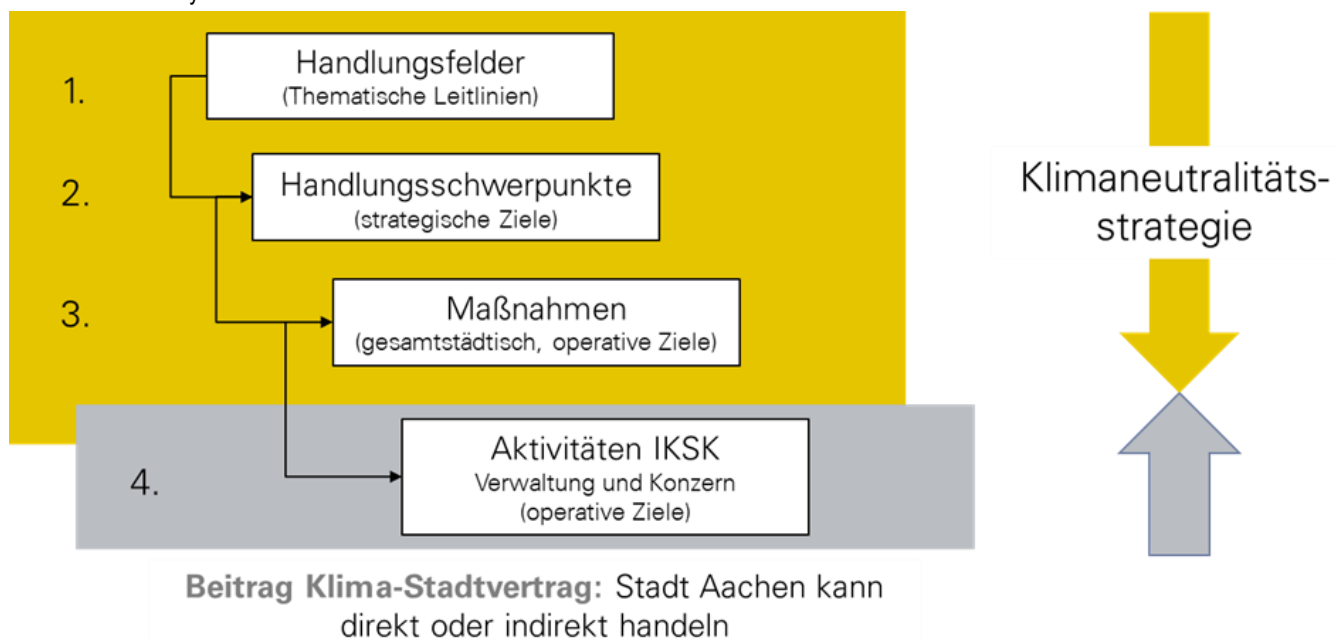 1.
Handlungsfelder
(Thematische Leitlinien)
2.
Handlungsschwerpunkte
(strategische Ziele)
3.
Maßnahmen
(gesamtstädtisch, operative Ziele)
4.
Aktivitäten IKSK
Verwaltung und Konzern
(operative Ziele)
Klimaneutralitäts-
strategie
Beitrag Klima-Stadtvertrag: Stadt Aachen kann
direkt oder indirekt handeln